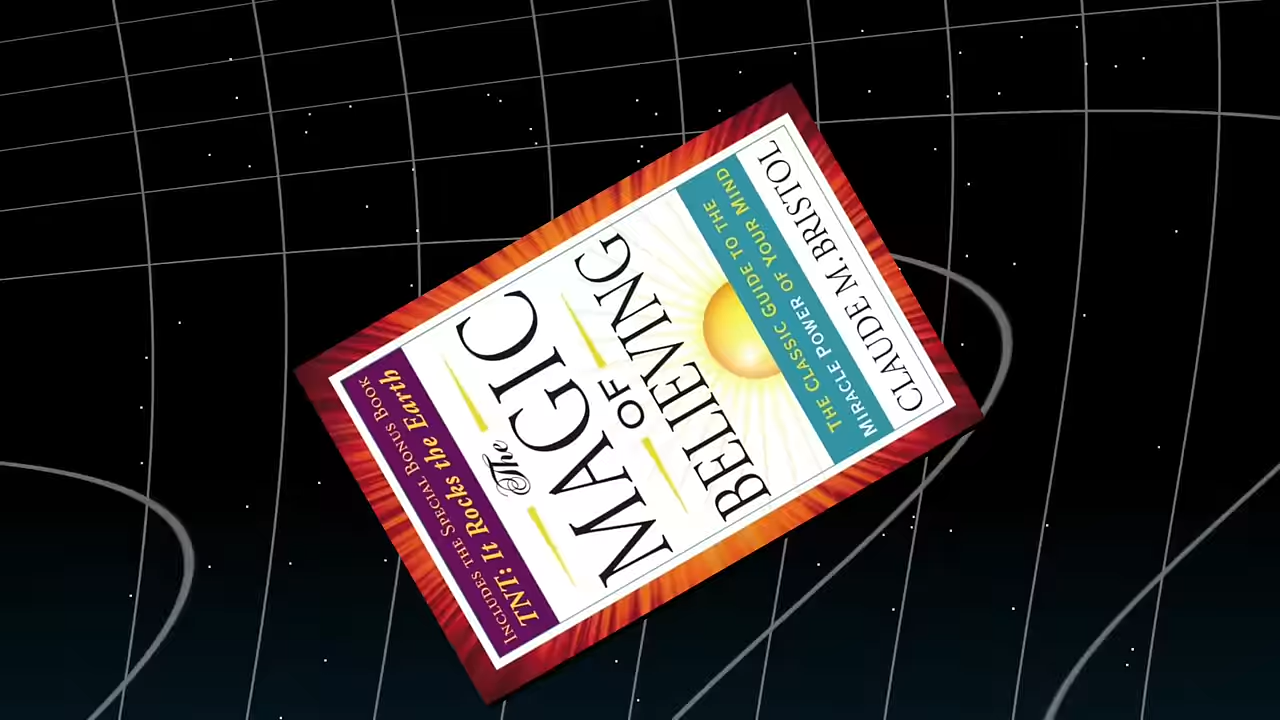 INCLUDES THE SPECIAL BONUS BOOK
TNT: It Rocks the Earth
The
MAGIC
OF
BELIEVING
THE CLASSIC GUIDE TO THE
MIRACLE POWER OF YOUR MIND
CLAUDE M. BRISTOL